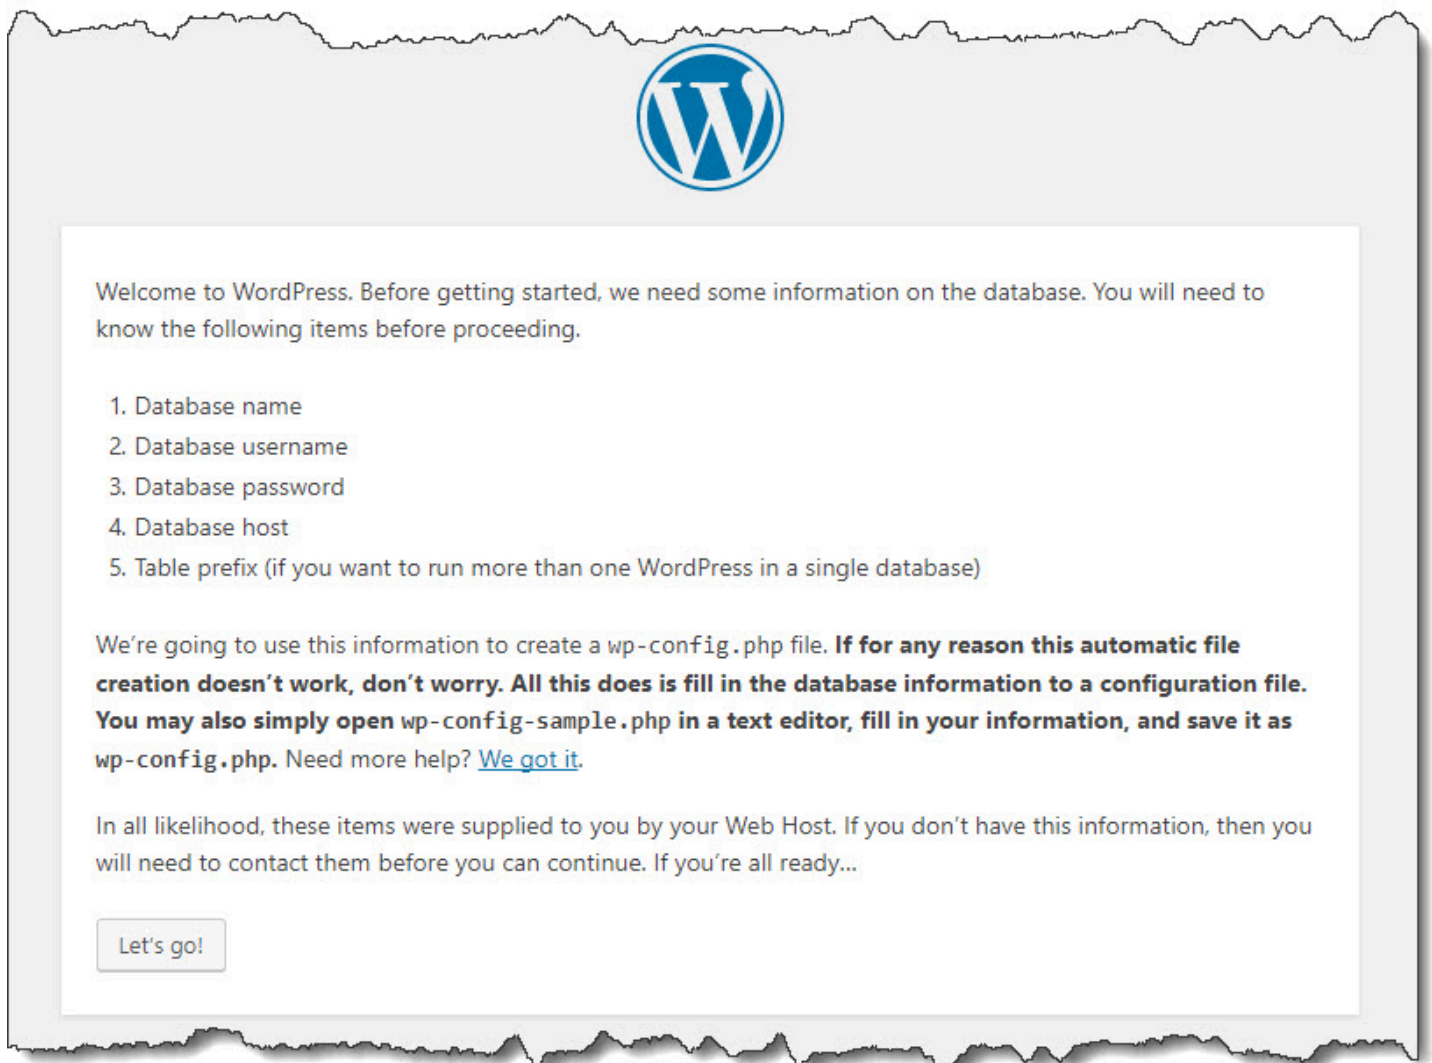 Welcome to WordPress. Before getting started, we need some information on the database. You will need to
know the following items before proceeding.
1. Database name
2. Database username
3. Database password
4. Database host
5. Table prefix (if you want to run more than one WordPress in a single database)
We’re going to use this information to create a wp-config.php file. If for any reason this automatic file
creation doesn’t work, don’t worry. All this does is fill in the database information to a configuration file.
You may also simply open wp-config-sample.php in a text editor, fill in your information, and save it as
wp-config.php. Need more help? We got it.
In all likelihood, these items were supplied to you by your Web Host. If you don’t have this information, then you
will need to contact them before you can continue. If you’re all ready…
Let's go!